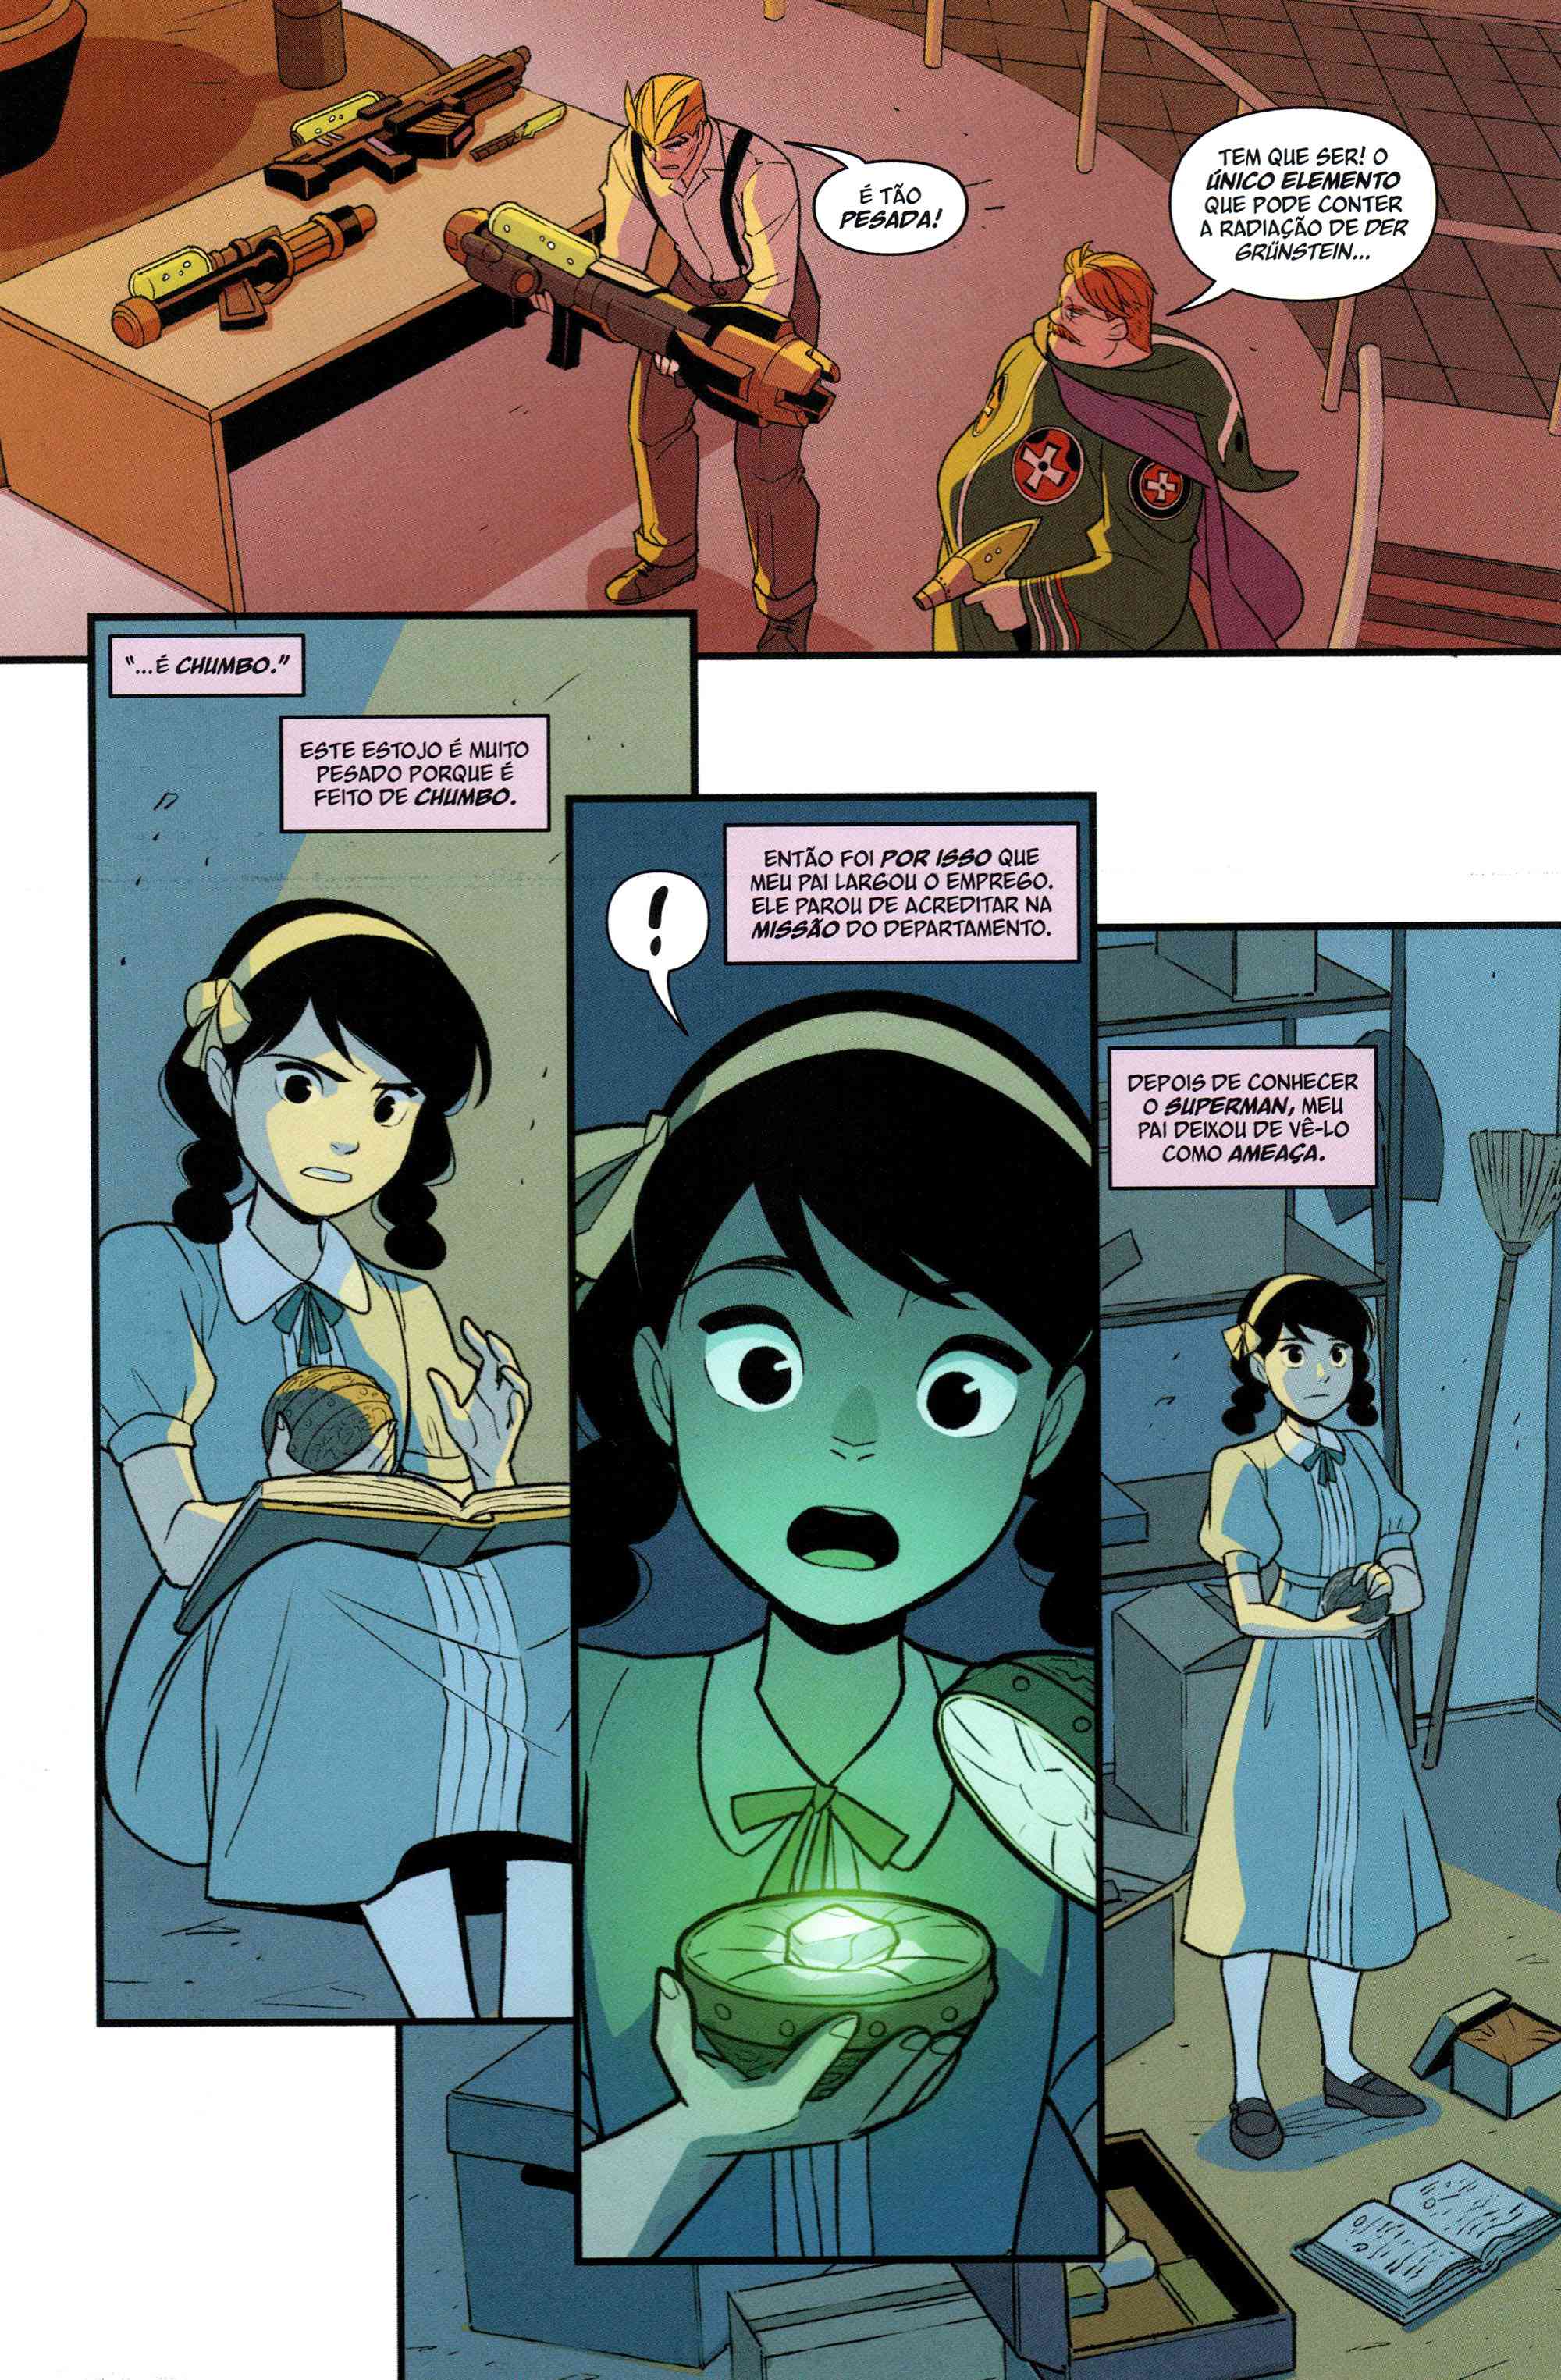 É TÃO
PESADA!
TEM QUE SER! O
ÚNICO ELEMENTO
QUE PODE CONTER
A RADIAÇÃO DE DER
GRÜNSTEIN...
"...É CHUMBO."
ESTE ESTOJO É MUITO
PESADO PORQUE É
FEITO DE CHUMBO.
!
ENTÃO FOI POR ISSO QUE
MEU PAI LARGOU O EMPREGO.
ELE PAROU DE ACREDITAR NA
MISSÃO DO DEPARTAMENTO.
DEPOIS DE CONHECER
O SUPERMAN, MEU
PAI DEIXOU DE VÊ-LO
COMO AMEAÇA.